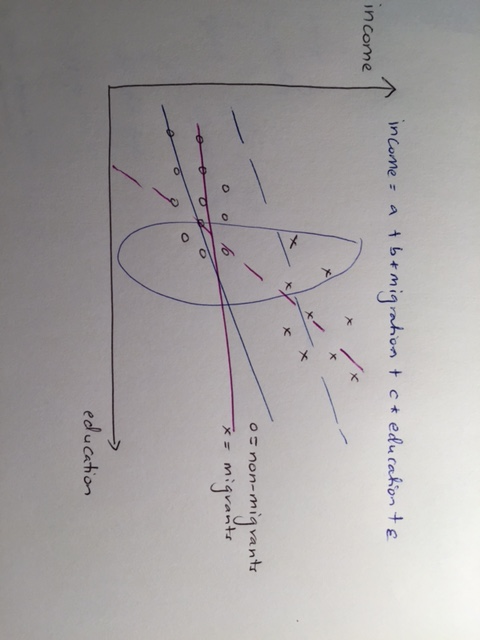 income = a + b * migration + c * education + ε
income
o = non-migrants
x = migrants
education